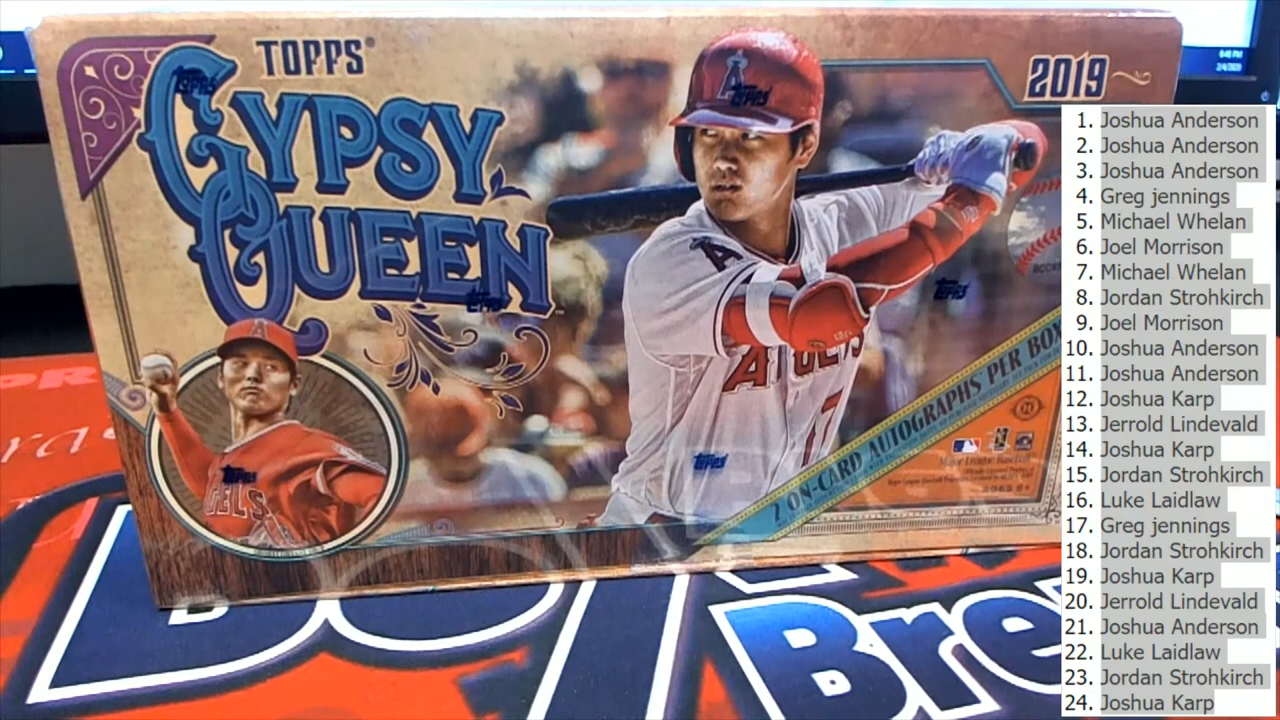 TOPPS®
GYPSY
QUEEN™
2019
2 ON-CARD AUTOGRAPHS PER BOX
ANGELS
17
Bre
1. Joshua Anderson
2. Joshua Anderson
3. Joshua Anderson
4. Greg jennings
5. Michael Whelan
6. Joel Morrison
7. Michael Whelan
8. Jordan Strohkirch
9. Joel Morrison
10. Joshua Anderson
11. Joshua Anderson
12. Joshua Karp
13. Jerrold Lindevald
14. Joshua Karp
15. Jordan Strohkirch
16. Luke Laidlaw
17. Greg jennings
18. Jordan Strohkirch
19. Joshua Karp
20. Jerrold Lindevald
21. Joshua Anderson
22. Luke Laidlaw
23. Jordan Strohkirch
24. Joshua Karp